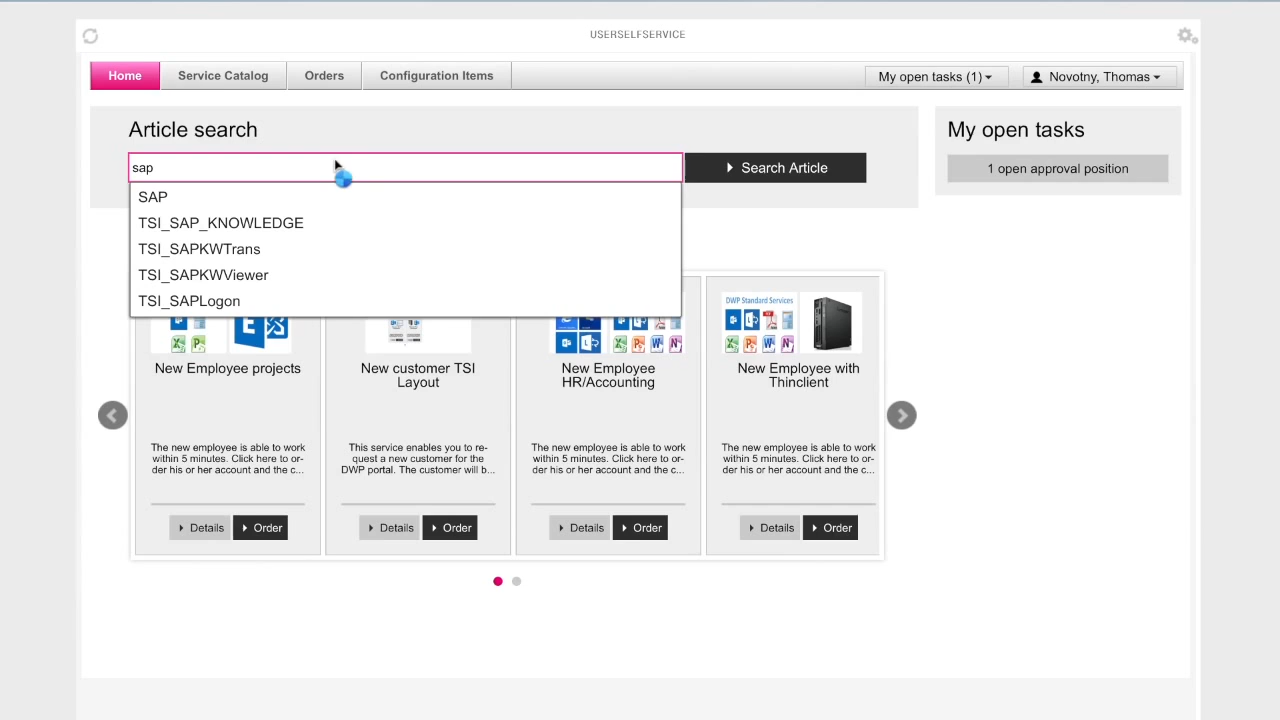 USERSELFSERVICE
Home
Service Catalog
Orders
Configuration Items
My open tasks (1)
Novotny, Thomas
Article search
sap
Search Article
SAP
TSI_SAP_KNOWLEDGE
TSI_SAPKWTrans
TSI_SAPKWViewer
TSI_SAPLogon
My open tasks
1 open approval position
New Employee projects
The new employee is able to work
within 5 minutes. Click here to or-
der his or her account and the c...
Details
Order
New customer TSI
Layout
This service enables you to re-
quest a new customer for the
DWP portal. The customer will b...
Details
Order
New Employee
HR/Accounting
The new employee is able to work
within 5 minutes. Click here to or-
der his or her account and the c...
Details
Order
DWP Standard Services
New Employee with
Thinclient
The new employee is able to work
within 5 minutes. Click here to or-
der his or her account and the c...
Details
Order